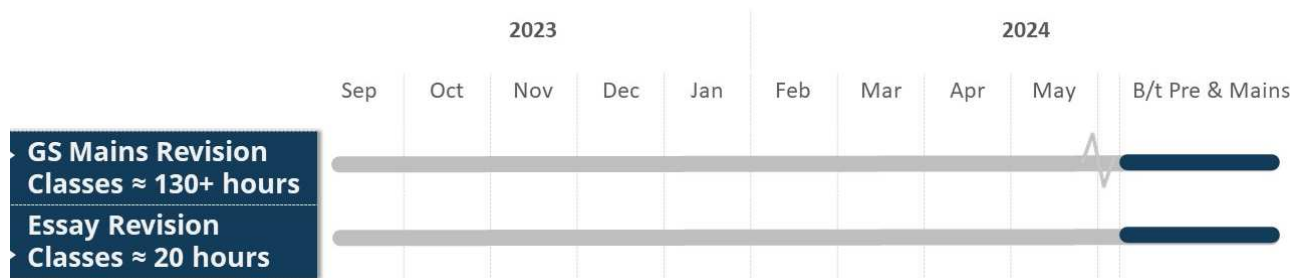 2023 2024
Sep Oct Nov Dec Jan Feb Mar Apr May B/t Pre & Mains
GS Mains Revision
Classes ≈ 130+ hours
Essay Revision
Classes ≈ 20 hours